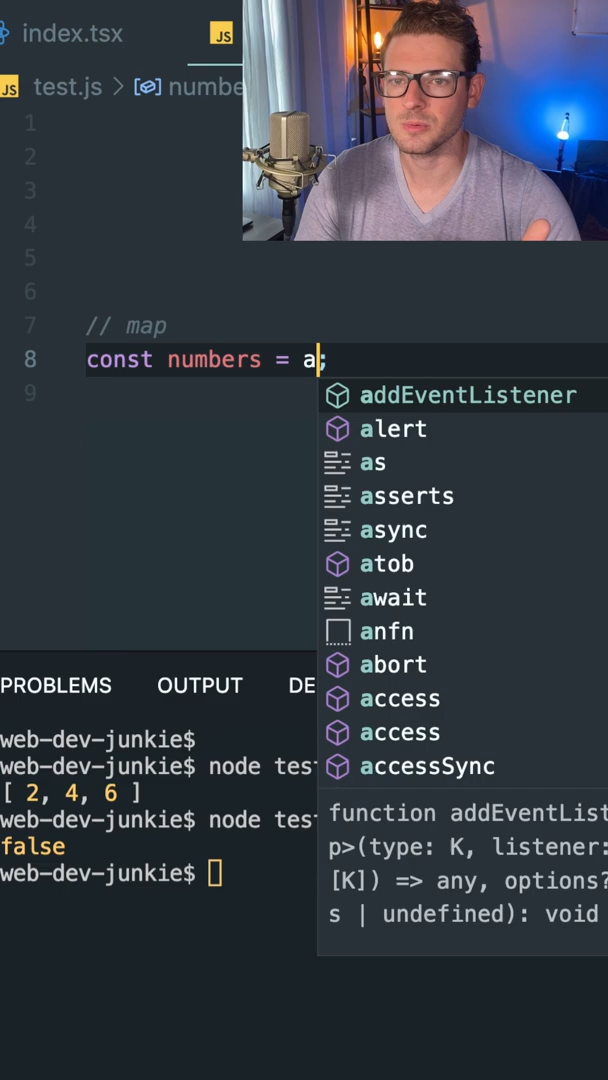 index.tsx JS
JS test.js > numbe
1
2
3
4
5
6
7 // map
8 const numbers = a;
9
addEventListener
alert
as
asserts
async
atob
await
anfn
abort
access
access
accessSync
function addEventList
p>(type: K, listener:
[K]) => any, options?
s | undefined): void
PROBLEMS OUTPUT DE
web-dev-junkie$
web-dev-junkie$ node tes
[ 2, 4, 6 ]
web-dev-junkie$ node tes
false
web-dev-junkie$